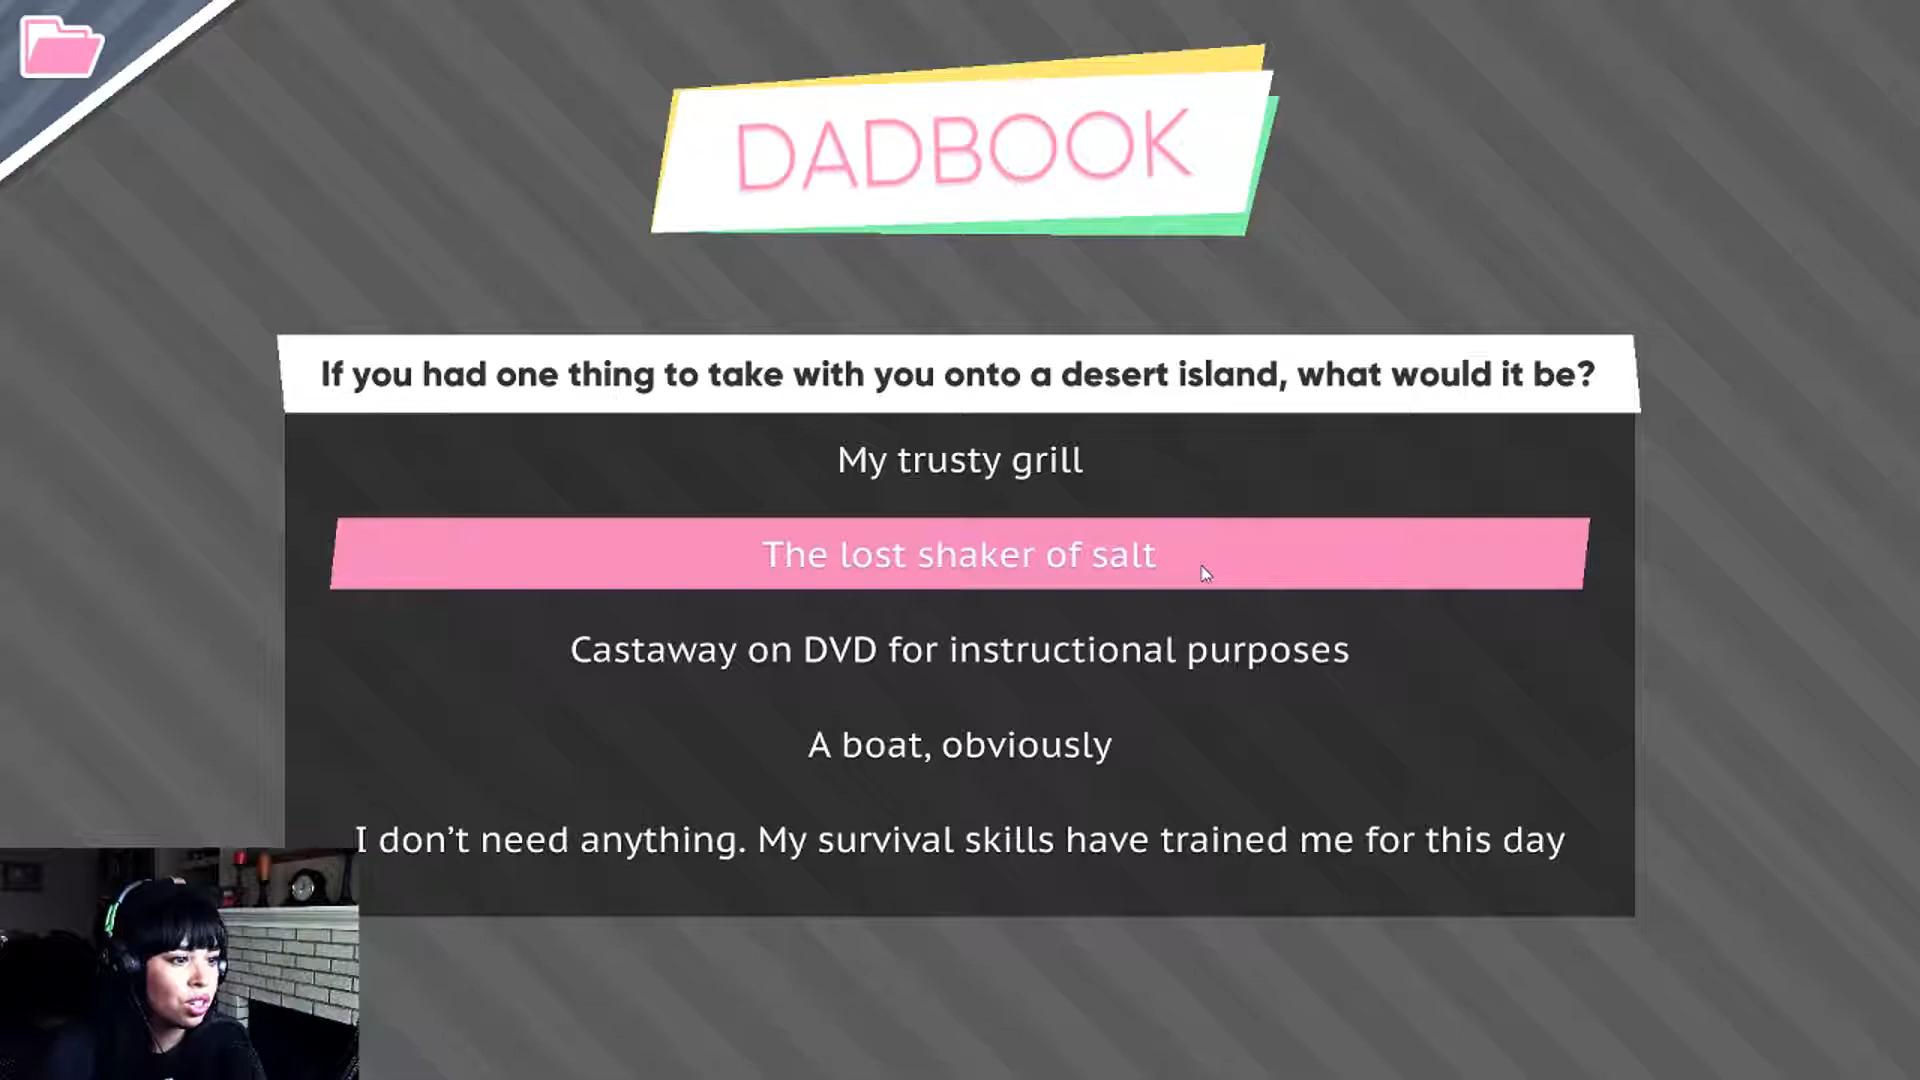 DADBOOK
If you had one thing to take with you onto a desert island, what would it be?
My trusty grill
The lost shaker of salt
Castaway on DVD for instructional purposes
A boat, obviously
I don’t need anything. My survival skills have trained me for this day